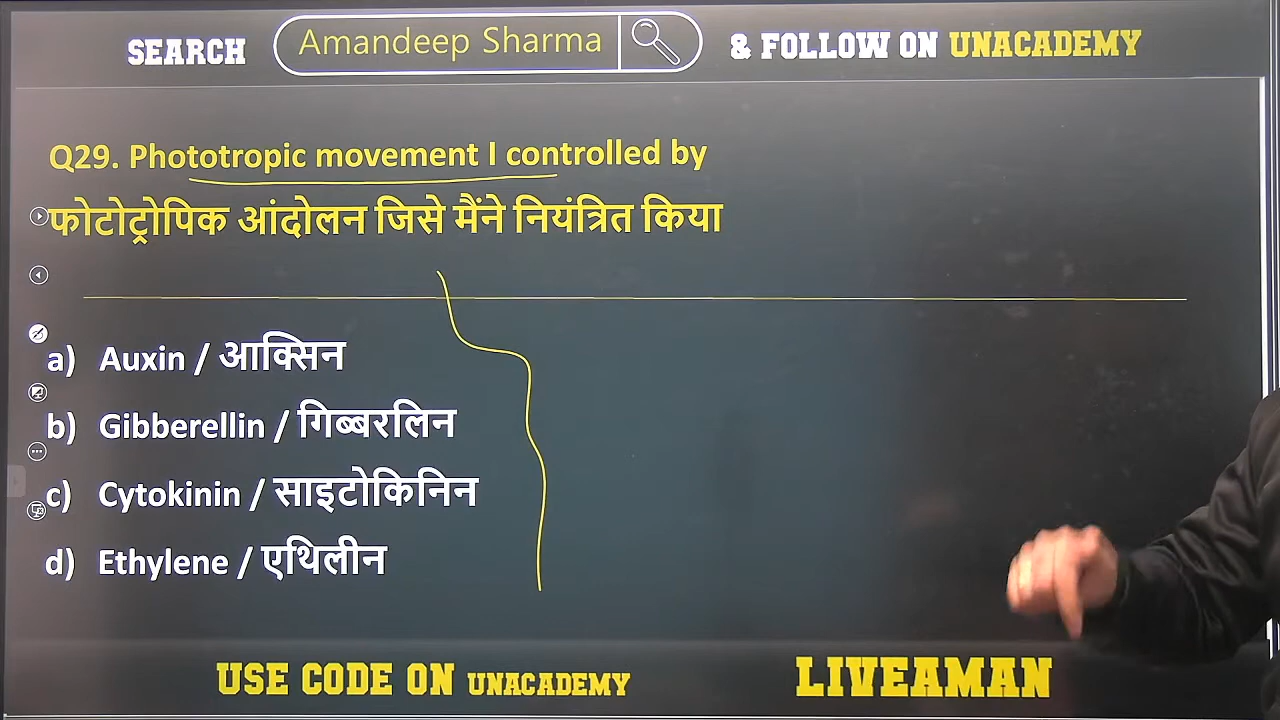 SEARCH Amandeep Sharma & FOLLOW ON UNACADEMY
Q29. Phototropic movement I controlled by
फोटोट्रोपिक आंदोलन जिसे मैंने नियंत्रित किया
a) Auxin / आक्सिन
b) Gibberellin / गिब्बरलिन
c) Cytokinin / साइटोकिनिन
d) Ethylene / एथिलीन
USE CODE ON UNACADEMY LIVEAMAN